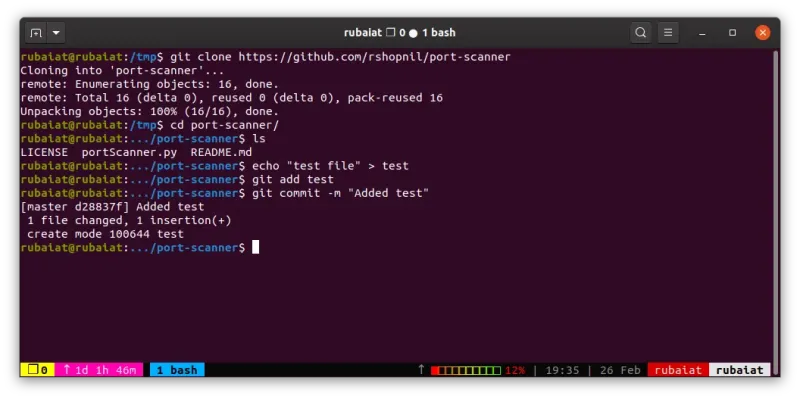 rubaiat ❐ 0 ● 1 bash
rubaiat@rubaiat:/tmp$ git clone https://github.com/rshopnil/port-scanner
Cloning into 'port-scanner'...
remote: Enumerating objects: 16, done.
remote: Total 16 (delta 0), reused 0 (delta 0), pack-reused 16
Unpacking objects: 100% (16/16), done.
rubaiat@rubaiat:/tmp$ cd port-scanner/
rubaiat@rubaiat:.../port-scanner$ ls
LICENSE  portScanner.py  README.md
rubaiat@rubaiat:.../port-scanner$ echo "test file" > test
rubaiat@rubaiat:.../port-scanner$ git add test
rubaiat@rubaiat:.../port-scanner$ git commit -m "Added test"
[master d28837f] Added test
 1 file changed, 1 insertion(+)
 create mode 100644 test
rubaiat@rubaiat:.../port-scanner$
❐ 0 ↑ 1d 1h 46m 1 bash ↑ 12% | 19:35 | 26 Feb rubaiat rubaiat